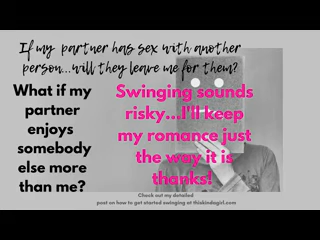 If my partner has sex with another
person...will they leave me for them?
What if my
partner
enjoys
somebody
else more
than me?
Swinging sounds
risky...I'll keep
my romance just
the way it is
thanks!
Check out my detailed
post on how to get started swinging at thiskindagirl.com